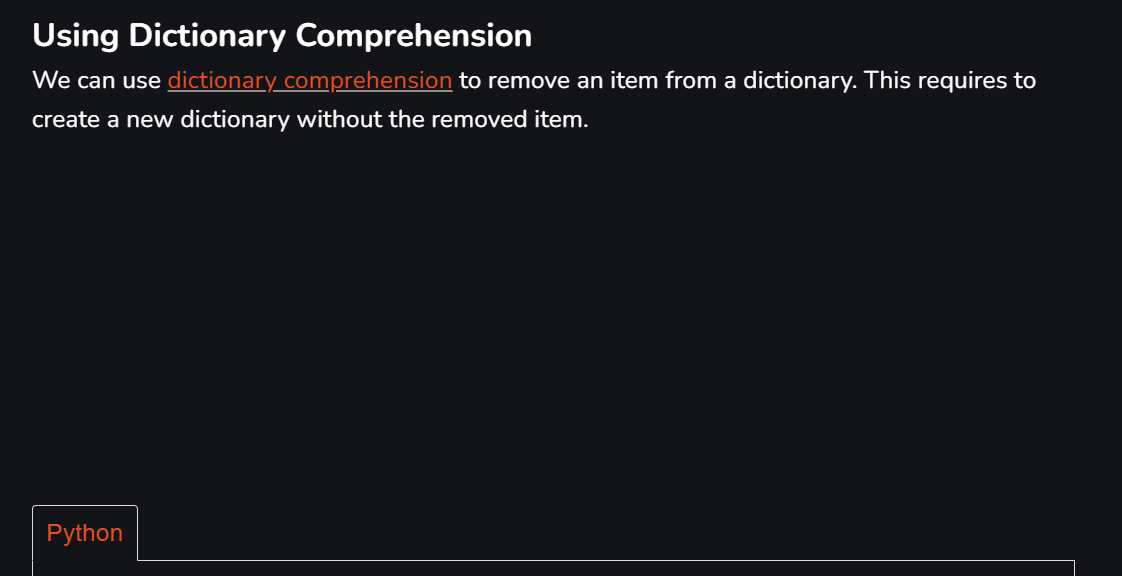 Using Dictionary Comprehension
We can use dictionary comprehension to remove an item from a dictionary. This requires to
create a new dictionary without the removed item.
Python